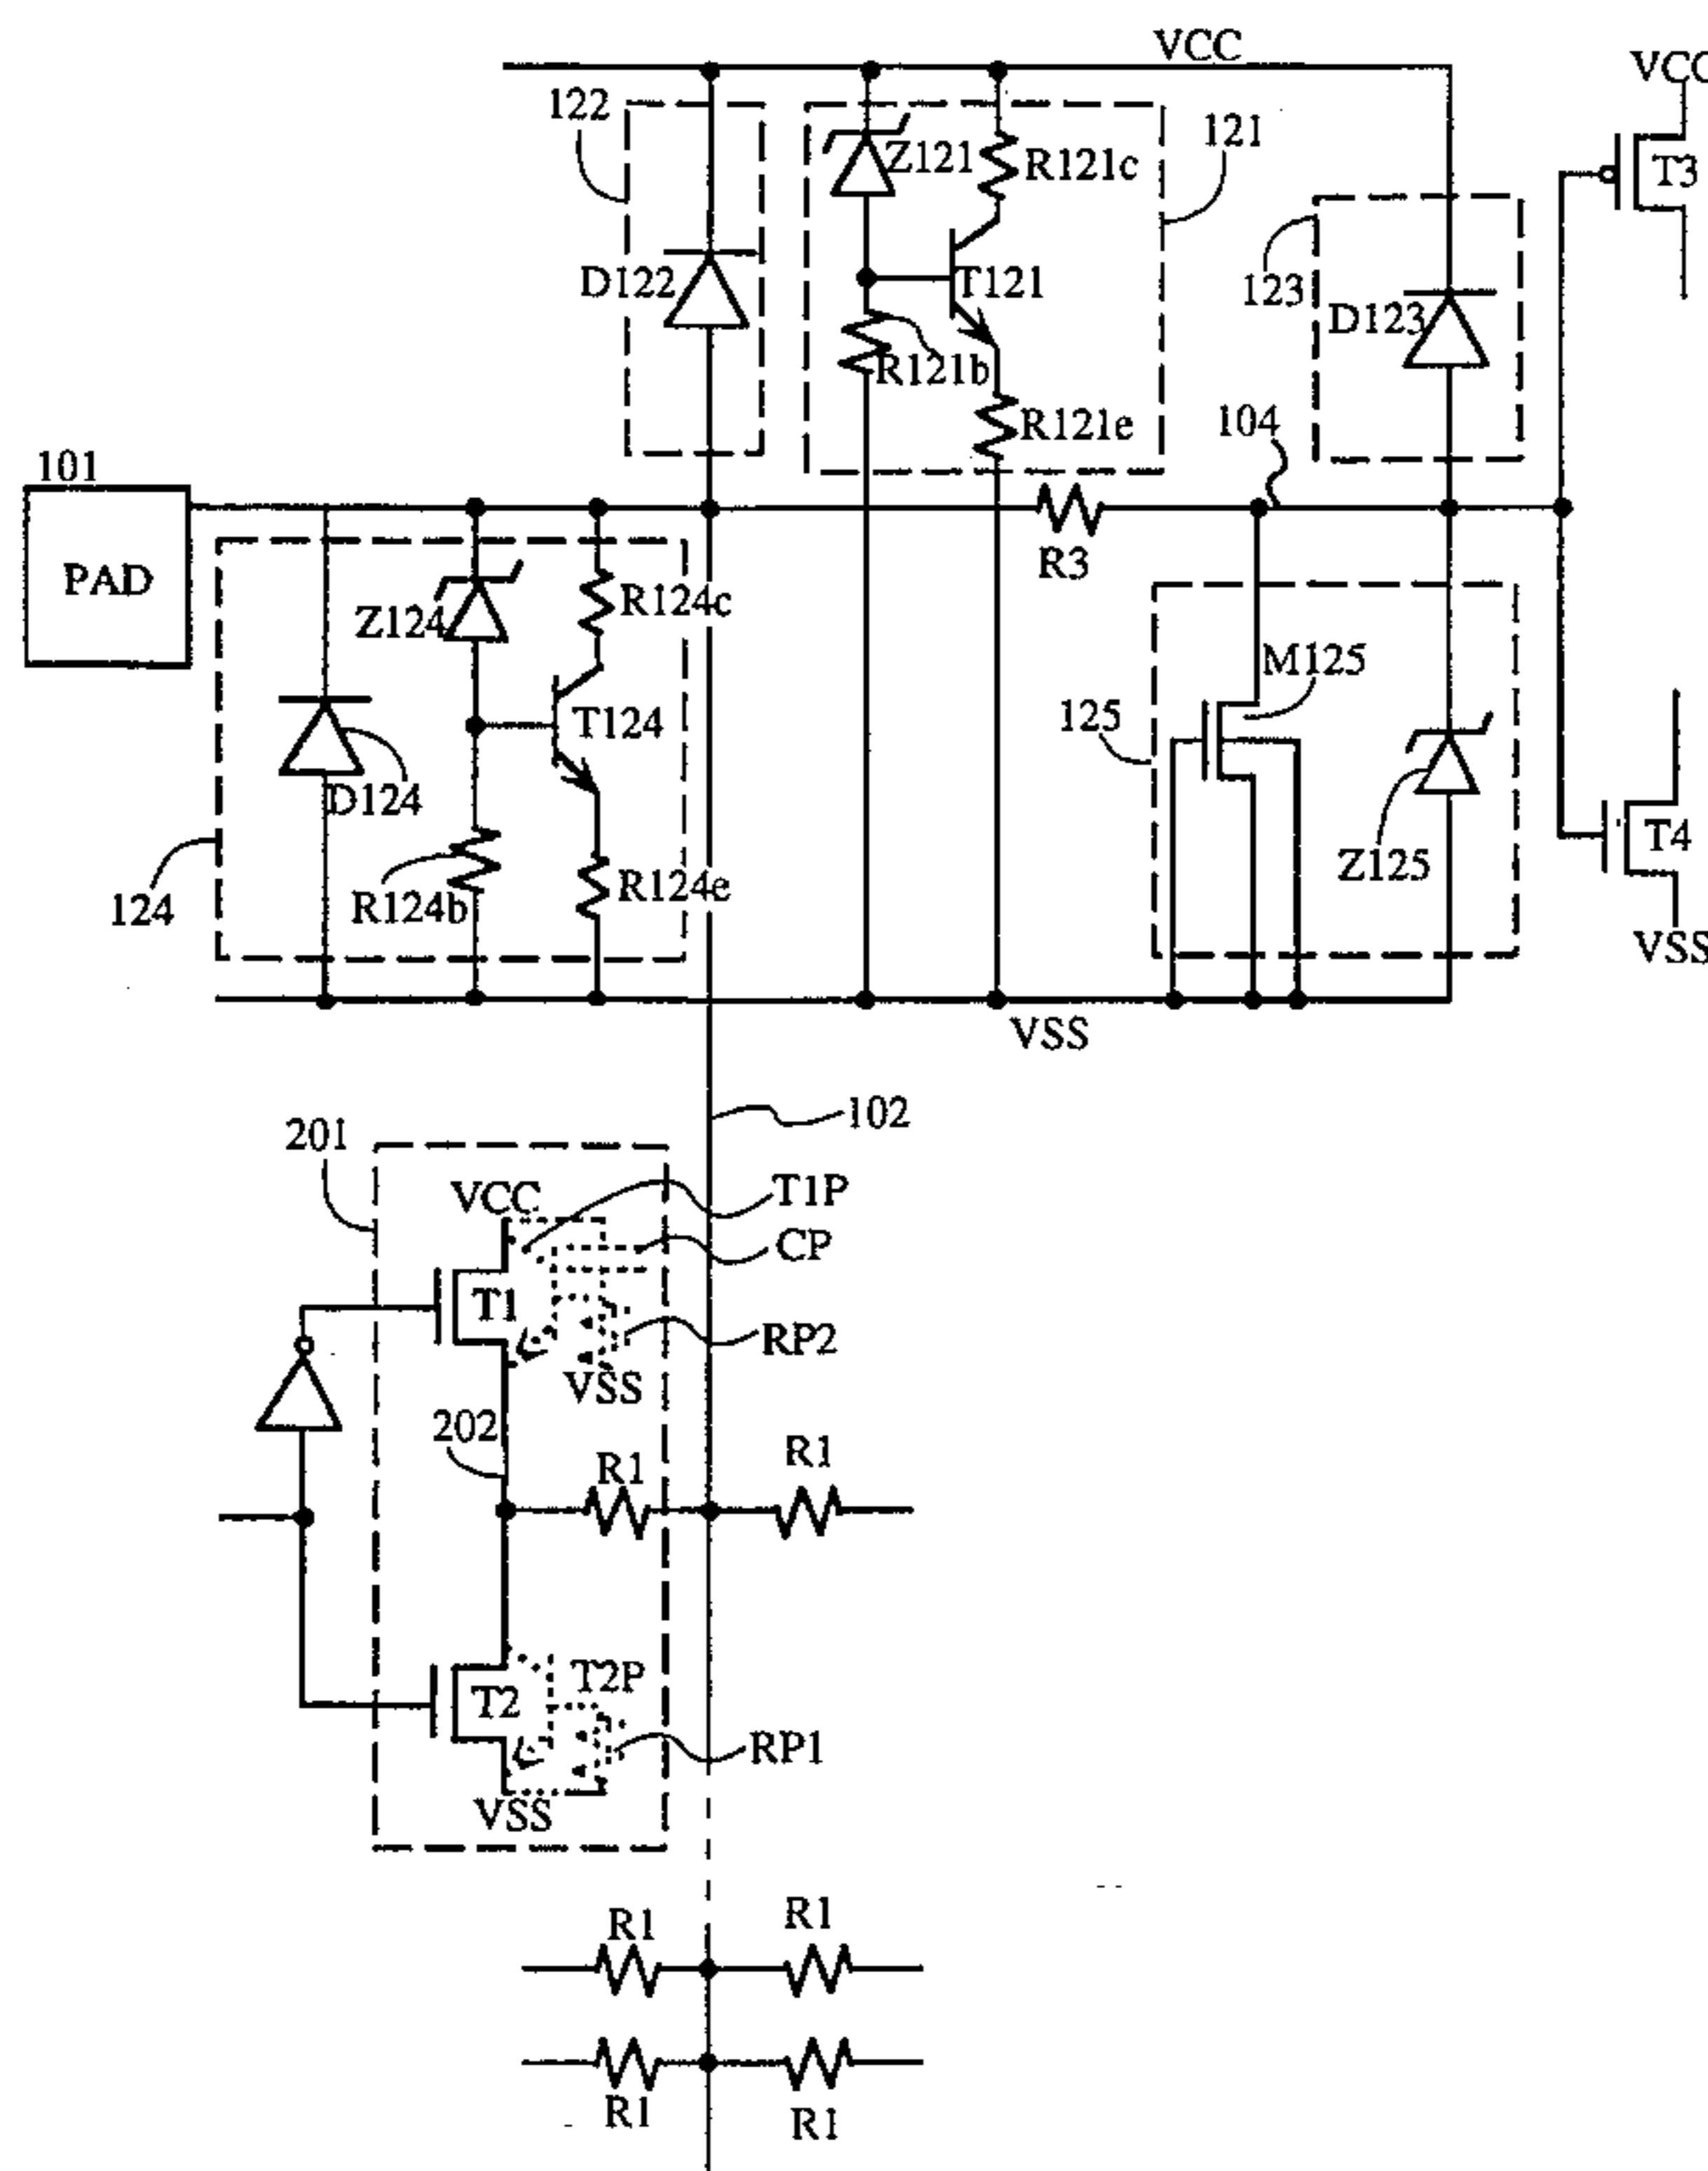 VCC
VCC
122
Z121
R121c
121
T3
D122
T121
123
D123
R121b
R121e
104
101
PAD
R3
Z124
R124c
M125
T124
125
D124
T4
Z125
R124b
R124e
124
VSS
VSS
102
201
VCC
T1P
CP
T1
RP2
VSS
202
R1
R1
T2P
T2
RP1
VSS
R1
R1
R1
R1